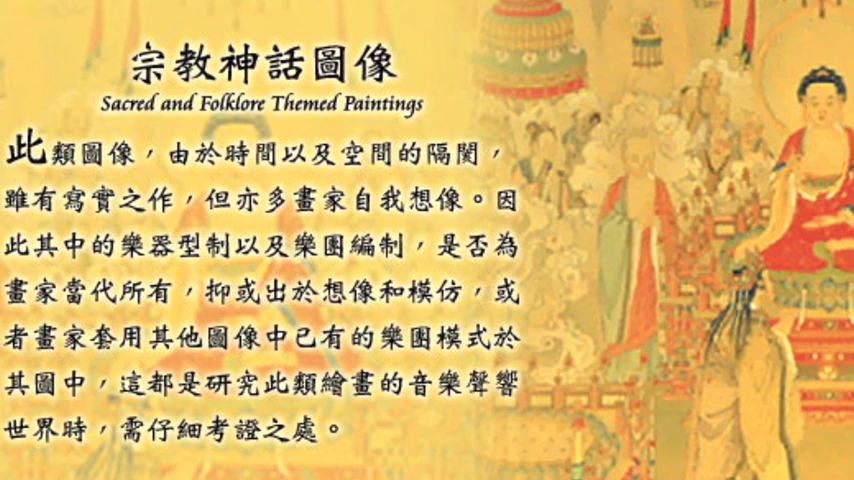 宗教神話圖像
Sacred and Folklore Themed Paintings
此類圖像，由於時間以及空間的隔閡，
雖有寫實之作，但亦多畫家自我想像。因
此其中的樂器型制以及樂團編制，是否為
畫家當代所有，抑或出於想像和模仿，或
者畫家套用其他圖像中已有的樂團模式於
其圖中，這都是研究此類繪畫的音樂聲響
世界時，需仔細考證之處。